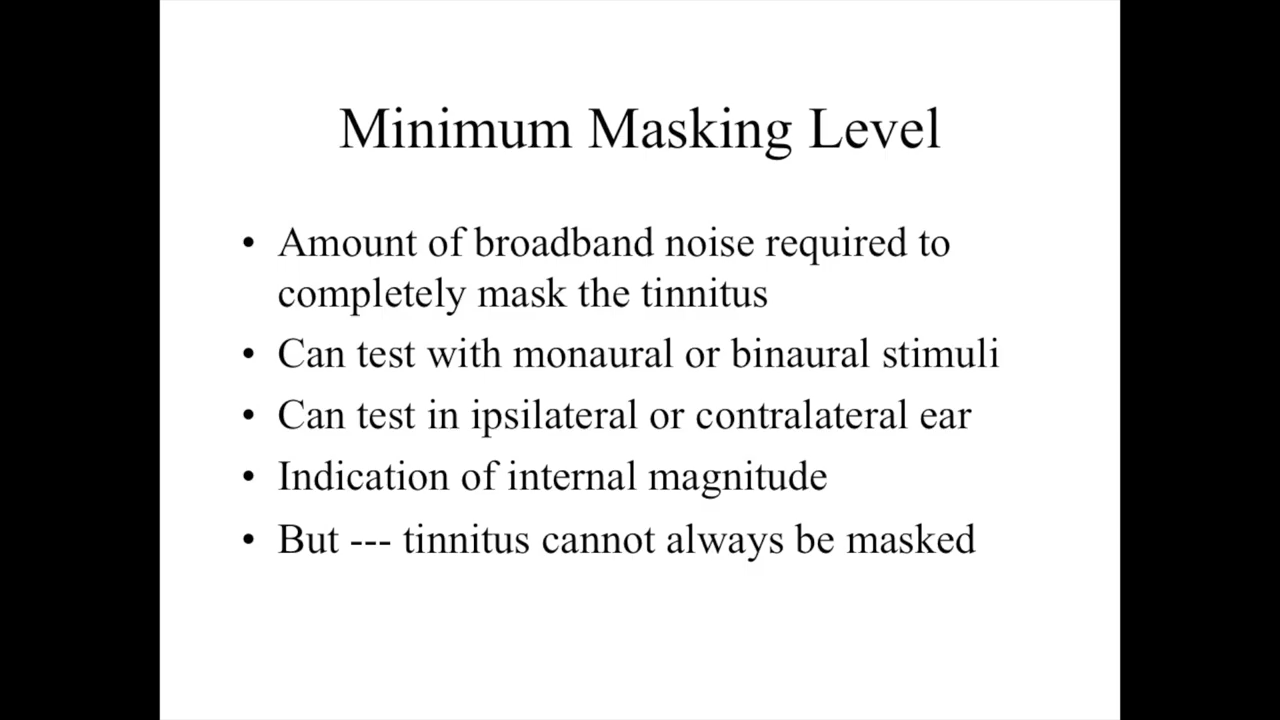 Minimum Masking Level
• Amount of broadband noise required to
completely mask the tinnitus
• Can test with monaural or binaural stimuli
• Can test in ipsilateral or contralateral ear
• Indication of internal magnitude
• But --- tinnitus cannot always be masked